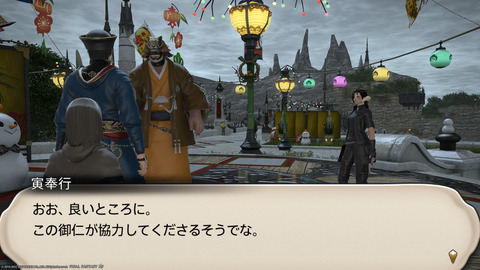 寅奉行
おお、良いところに。
この御仁が協力してくださるそうでな。